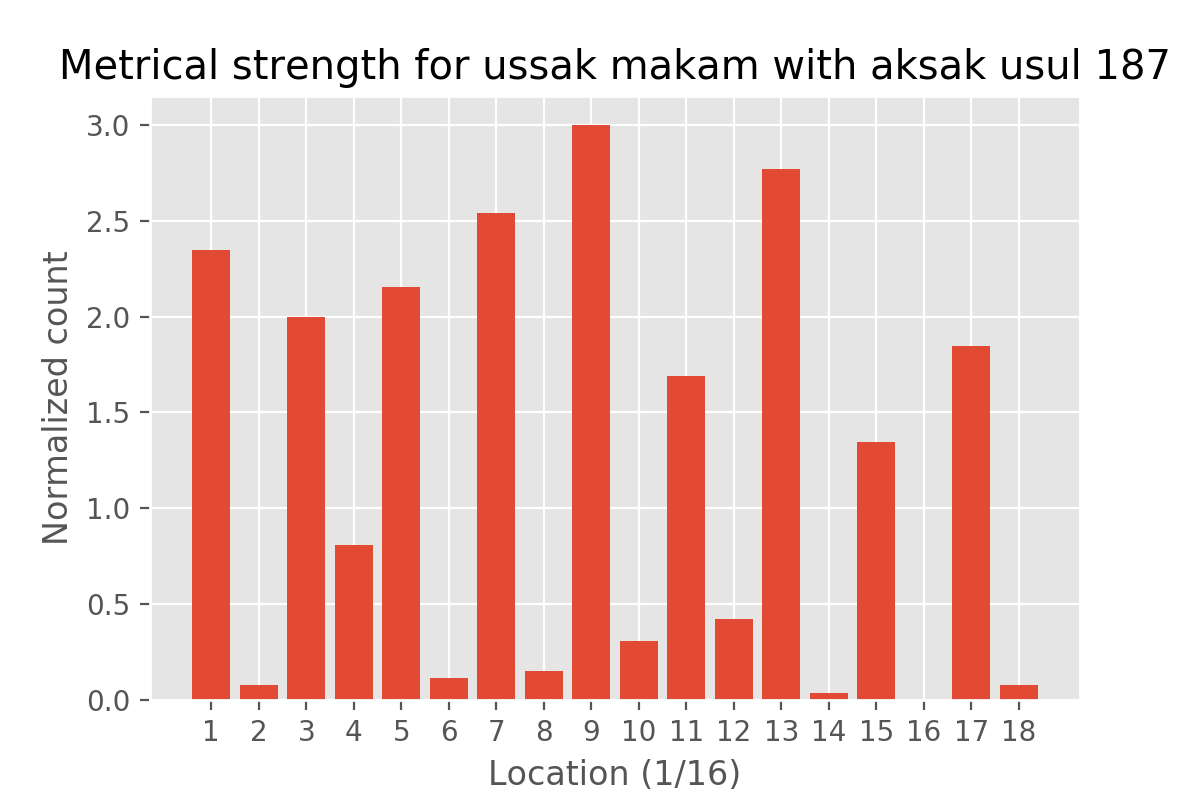 Metrical strength for ussak makam with aksak usul 187
3.0
2.5
2.0
1.5
1.0
0.5
0.0
Normalized count
1 2 3 4 5 6 7 8 9 10 11 12 13 14 15 16 17 18
Location (1/16)